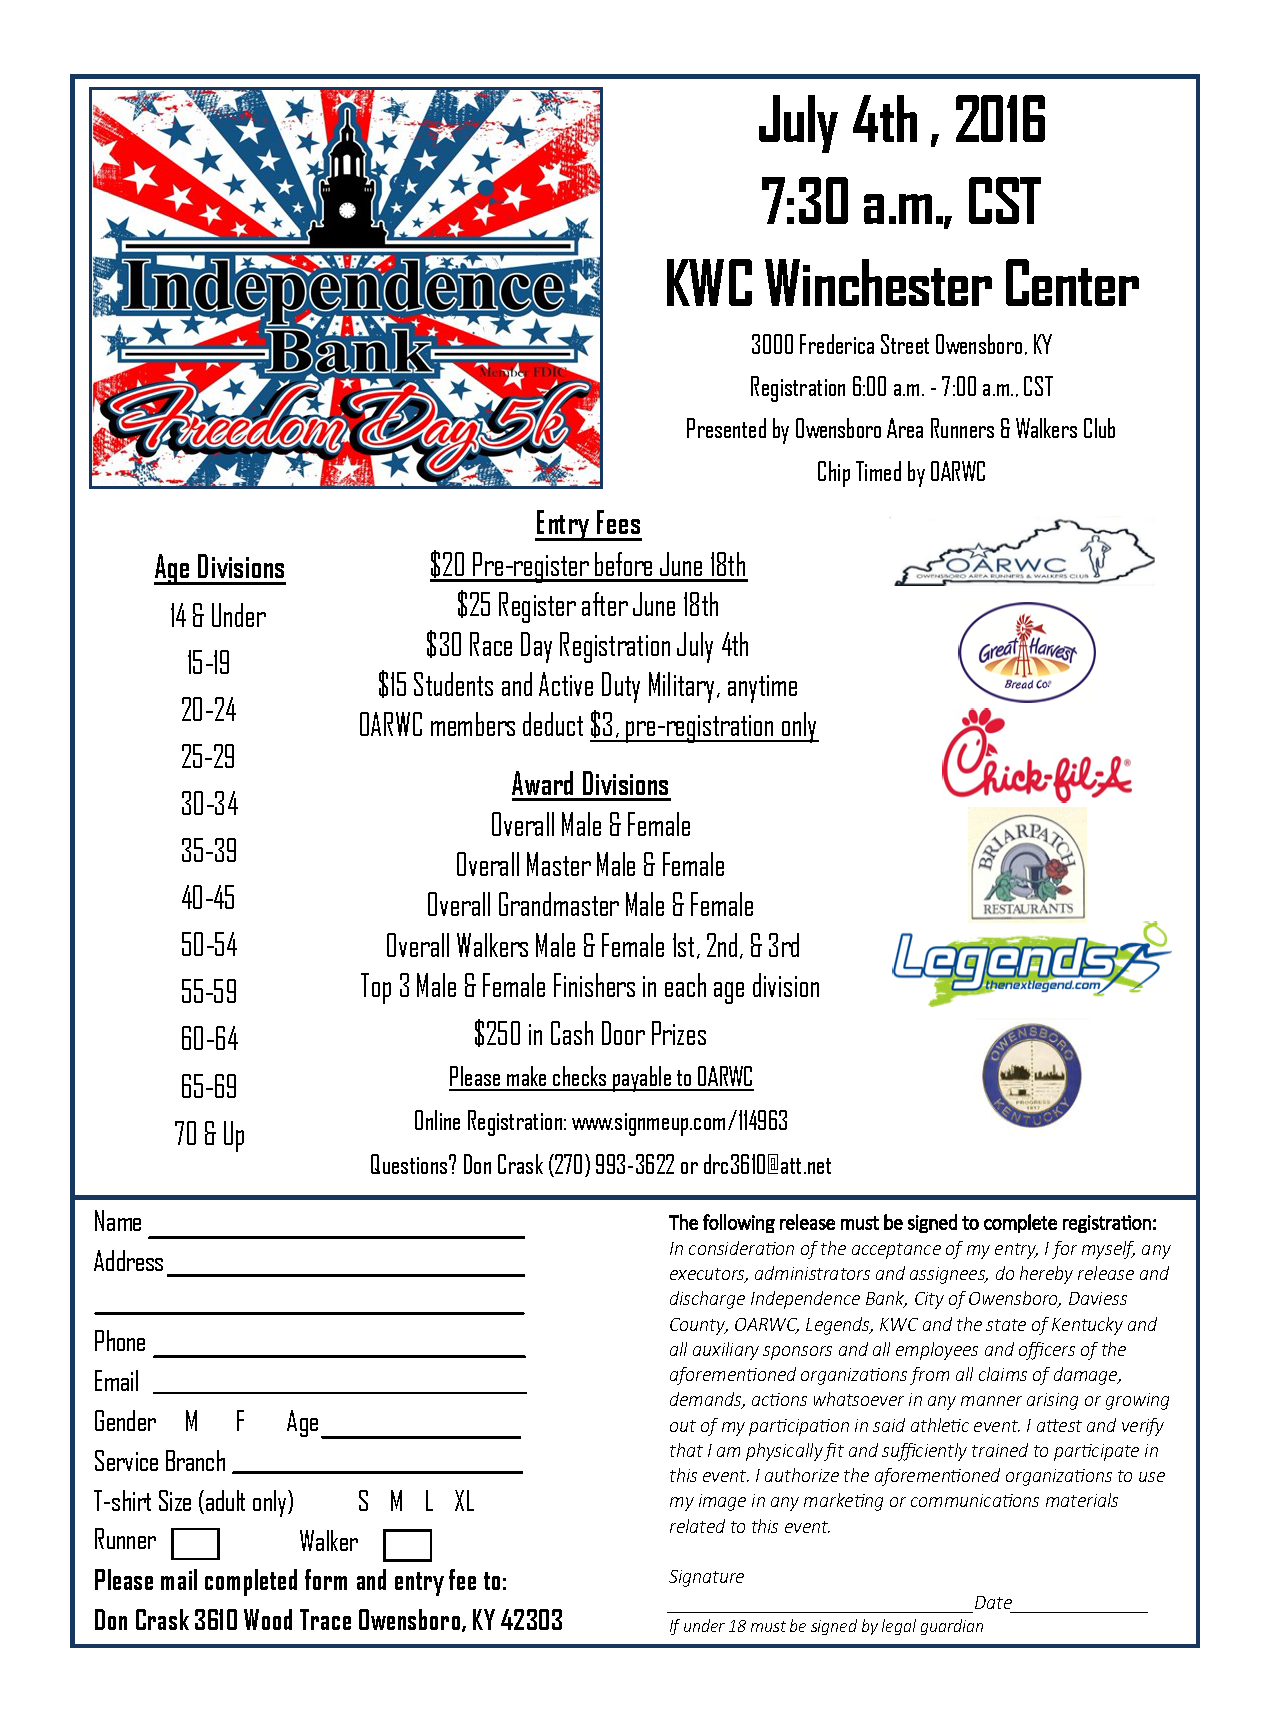 Independence
Bank
Member FDIC
Freedom Day 5k
July 4th , 2016
7:30 a.m., CST
KWC Winchester Center
3000 Frederica Street Owensboro, KY
Registration 6:00 a.m. - 7:00 a.m., CST
Presented by Owensboro Area Runners & Walkers Club
Chip Timed by OARWC
Age Divisions
14 & Under
15-19
20-24
25-29
30-34
35-39
40-45
50-54
55-59
60-64
65-69
70 & Up
Entry Fees
$20 Pre-register before June 18th
$25 Register after June 18th
$30 Race Day Registration July 4th
$15 Students and Active Duty Military, anytime
OARWC members deduct $3, pre-registration only
Award Divisions
Overall Male & Female
Overall Master Male & Female
Overall Grandmaster Male & Female
Overall Walkers Male & Female 1st, 2nd, & 3rd
Top 3 Male & Female Finishers in each age division
$250 in Cash Door Prizes
Please make checks payable to OARWC
Online Registration: www.signmeup.com/114963
Questions? Don Crask (270) 993-3622 or drc3610@att.net
OARWC
OWENSBORO AREA RUNNERS & WALKERS CLUB
Great Harvest
Bread Co.
Chick-fil-A
BRIARPATCH
RESTAURANTS
Legends
thenextlegend.com
OWENSBORO
PROGRESS
1817
KENTUCKY
Name
Address
Phone
Email
Gender M F Age
Service Branch
T-shirt Size (adult only) S M L XL
Runner Walker
Please mail completed form and entry fee to:
Don Crask 3610 Wood Trace Owensboro, KY 42303
The following release must be signed to complete registration:
In consideration of the acceptance of my entry, I for myself, any
executors, administrators and assignees, do hereby release and
discharge Independence Bank, City of Owensboro, Daviess
County, OARWC, Legends, KWC and the state of Kentucky and
all auxiliary sponsors and all employees and officers of the
aforementioned organizations from all claims of damage,
demands, actions whatsoever in any manner arising or growing
out of my participation in said athletic event. I attest and verify
that I am physically fit and sufficiently trained to participate in
this event. I authorize the aforementioned organizations to use
my image in any marketing or communications materials
related to this event.
Signature
Date
If under 18 must be signed by legal guardian